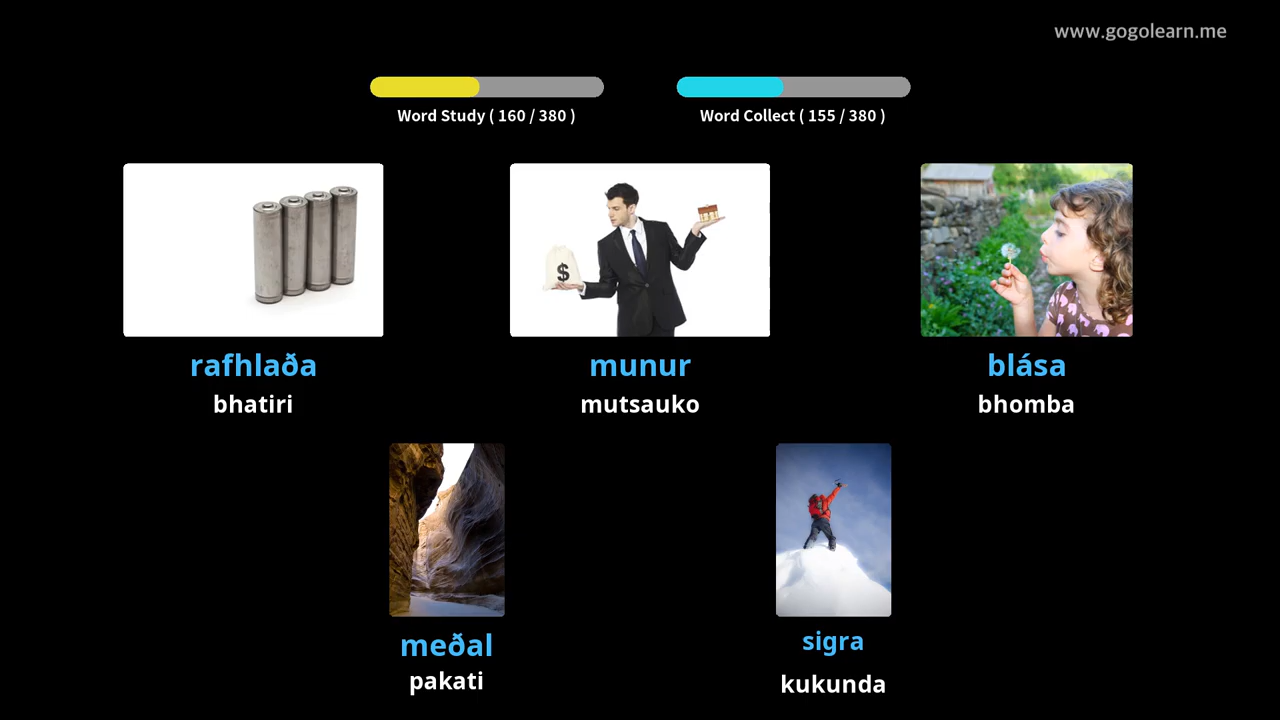 www.gogolearn.me
Word Study ( 160 / 380 )
Word Collect ( 155 / 380 )
$
rafhlaða
bhatiri
munur
mutsauko
blása
bhomba
meðal
pakati
sigra
kukunda